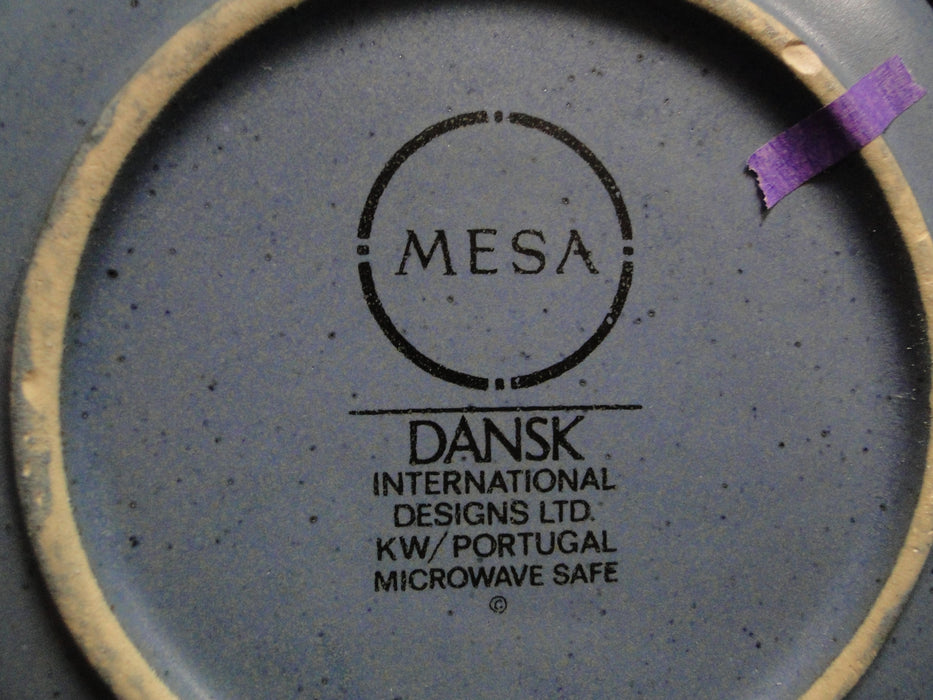 MESA
DANSK
INTERNATIONAL
DESIGNS LTD.
KW/PORTUGAL
MICROWAVE SAFE
©